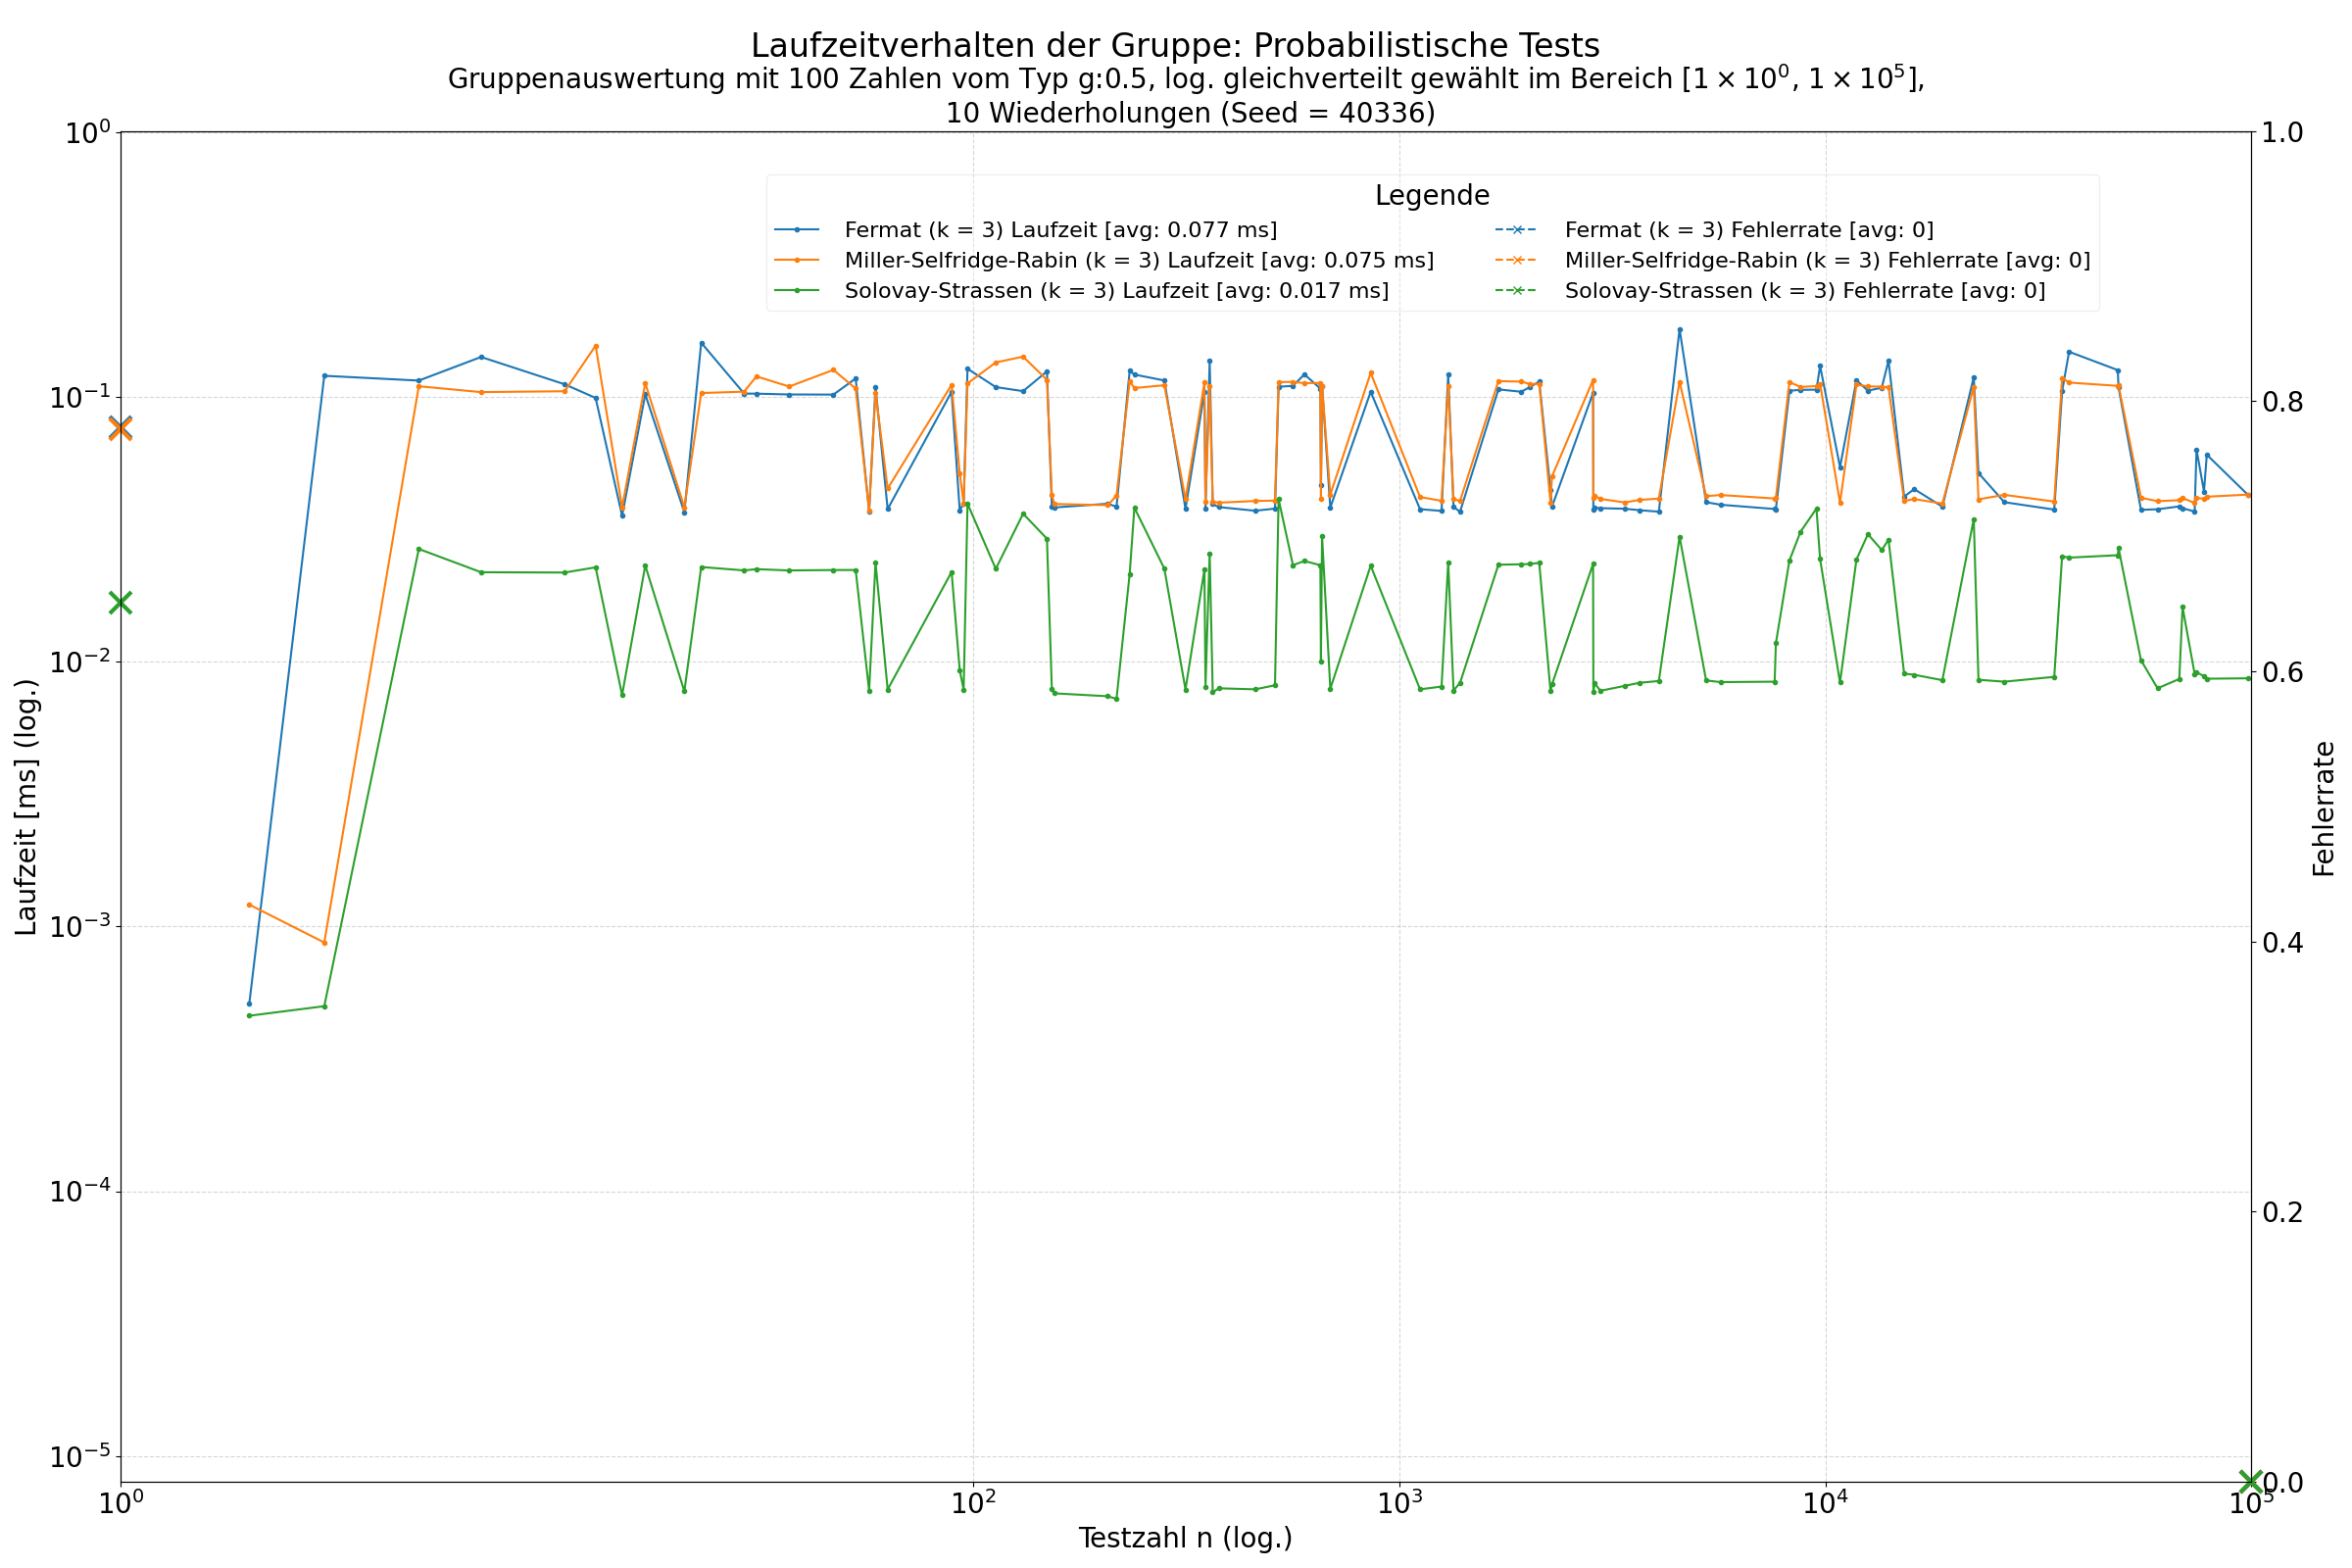 Laufzeitverhalten der Gruppe: Probabilistische Tests
Gruppenauswertung mit 100 Zahlen vom Typ g:0.5, log. gleichverteilt gewählt im Bereich [1 × 10⁰, 1 × 10⁵],
10 Wiederholungen (Seed = 40336)
Legende
Fermat (k = 3) Laufzeit [avg: 0.077 ms]
Miller-Selfridge-Rabin (k = 3) Laufzeit [avg: 0.075 ms]
Solovay-Strassen (k = 3) Laufzeit [avg: 0.017 ms]
Fermat (k = 3) Fehlerrate [avg: 0]
Miller-Selfridge-Rabin (k = 3) Fehlerrate [avg: 0]
Solovay-Strassen (k = 3) Fehlerrate [avg: 0]
Laufzeit [ms] (log.)
10⁰
10⁻¹
10⁻²
10⁻³
10⁻⁴
10⁻⁵
10⁰
10²
10³
10⁴
10⁵
Testzahl n (log.)
1.0
0.8
0.6
0.4
0.2
0.0
Fehlerrate